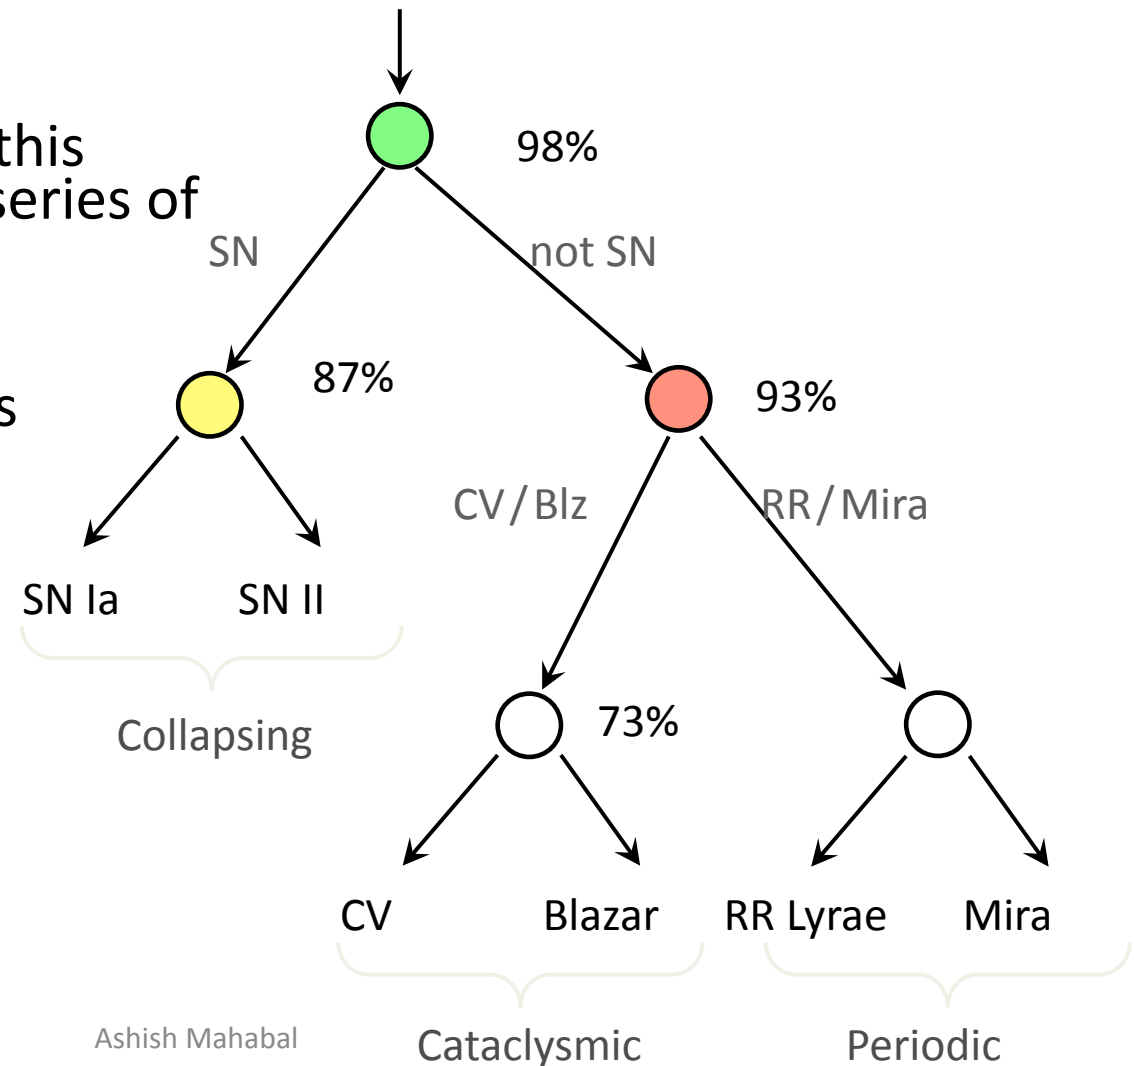 98%
this
series of
SN
not SN
87%
93%
s
CV/Blz
RR/Mira
SN Ia
SN II
73%
Collapsing
CV
Blazar
RR Lyrae
Mira
Ashish Mahabal
Cataclysmic
Periodic